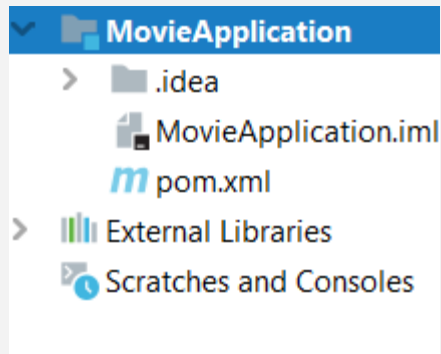 MovieApplication
.idea
MovieApplication.iml
m pom.xml
External Libraries
Scratches and Consoles